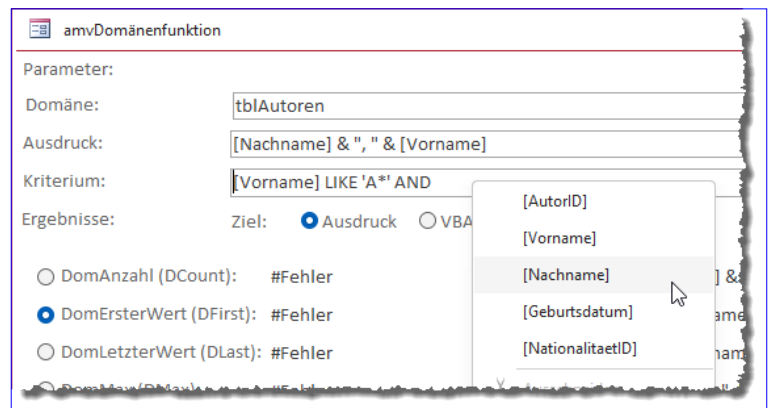 amvDomänenfunktion
Parameter:
Domäne: tblAutoren
Ausdruck: [Nachname] & ", " & [Vorname]
Kriterium: [Vorname] LIKE 'A*' AND
[AutorID]
Ergebnisse: Ziel: Ausdruck VBA
[Vorname]
DomAnzahl (DCount): #Fehler [Nachname] ] &
DomErsterWert (DFirst): #Fehler [Geburtsdatum]
DomLetzterWert (DLast): #Fehler [NationalitaetID]